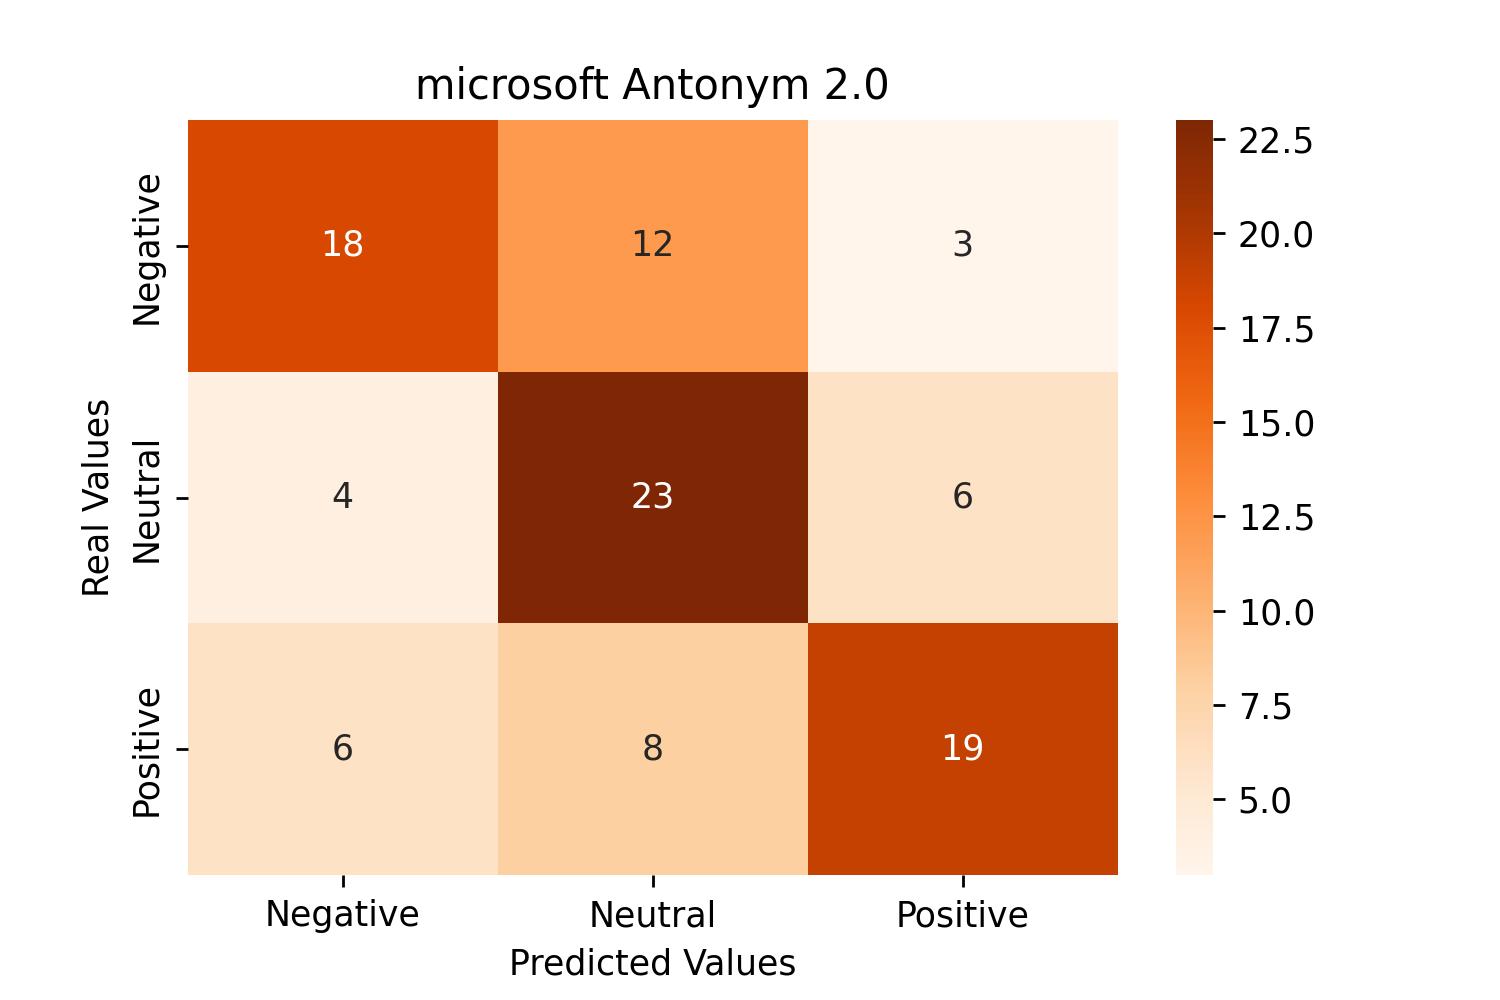 microsoft Antonym 2.0
Real Values
Negative 18 12 3
Neutral 4 23 6
Positive 6 8 19
Negative Neutral Positive
Predicted Values
22.5
20.0
17.5
15.0
12.5
10.0
7.5
5.0